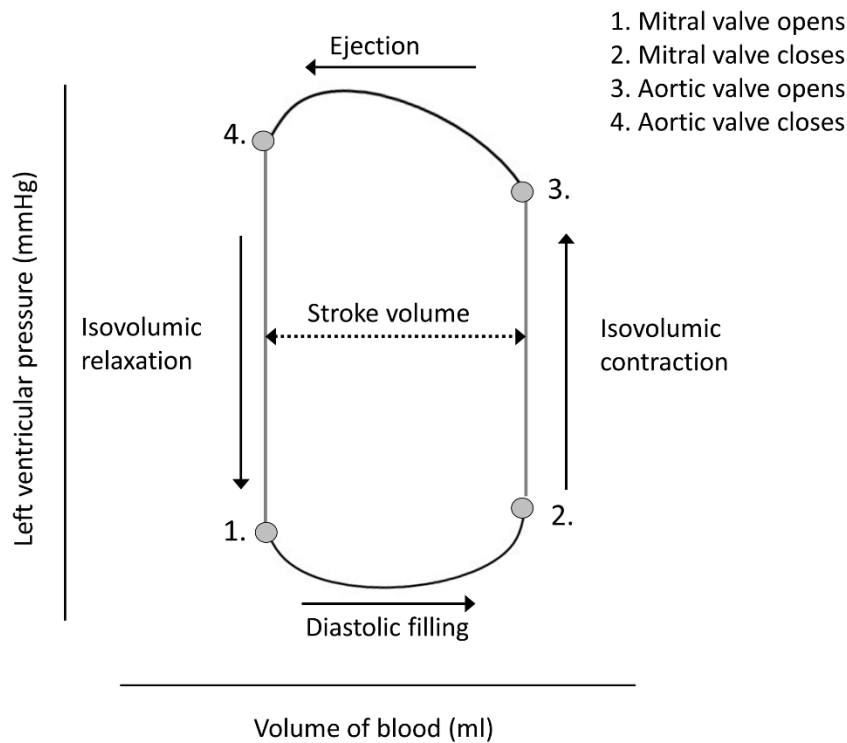 1. Mitral valve opens
2. Mitral valve closes
3. Aortic valve opens
4. Aortic valve closes
Ejection
4.
3.
Left ventricular pressure (mmHg)
Isovolumic
relaxation
Stroke volume
Isovolumic
contraction
1.
2.
Diastolic filling
Volume of blood (ml)